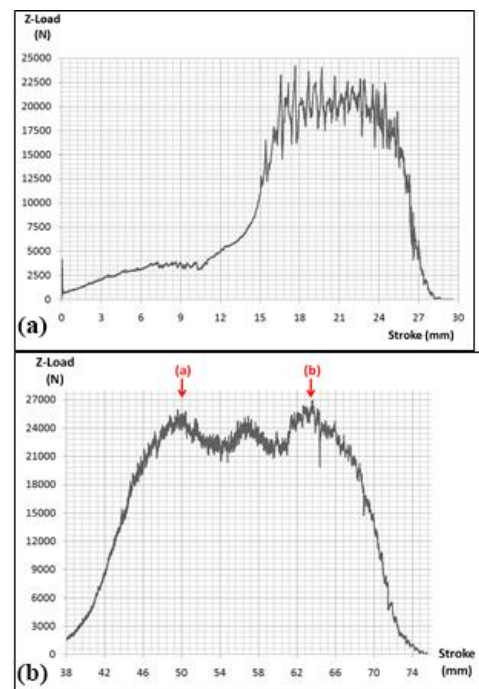 Z-Load
(N)
25000
22500
20000
17500
15000
12500
10000
7500
5000
2500
0
0 3 6 9 12 15 18 21 24 27 30
(a) Stroke (mm)
Z-Load
(N)
(a) (b)
27000
24000
21000
18000
15000
12000
9000
6000
3000
0
Stroke
(mm)
38 42 46 50 54 58 62 66 70 74
(b)